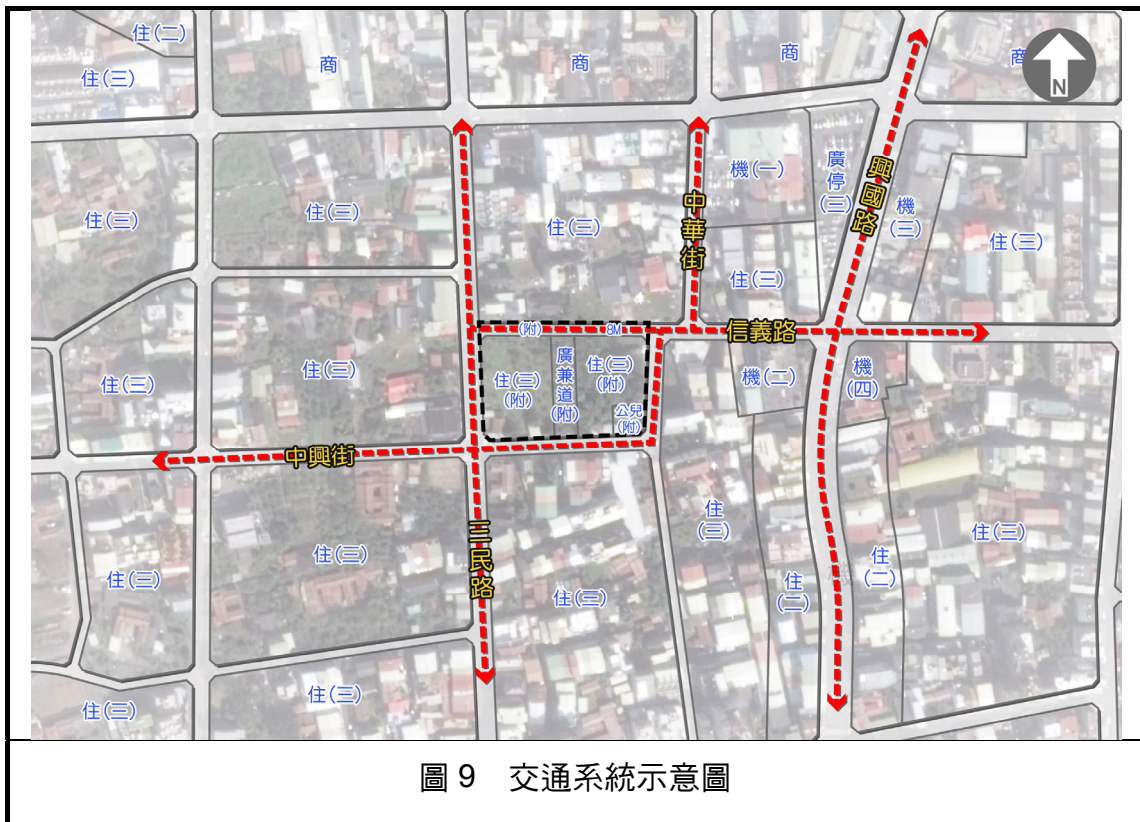 住(二)
商
商
商
商
N
住(三)
住(三)
住(三)
住(三)
機(一)
廣停(三)
興國路
機(三)
住(三)
中華街
住(三)
(附)
8M
信義路
住(三)
住(三)
住(三)
(附)
廣兼道(附)
住(三)
(附)
公兒
(附)
機(二)
機
(四)
中興街
住(三)
住(三)
三民路
住(三)
住
(三)
住
(二)
住
(二)
住(三)
住(三)
住(三)
圖 9 交通系統示意圖